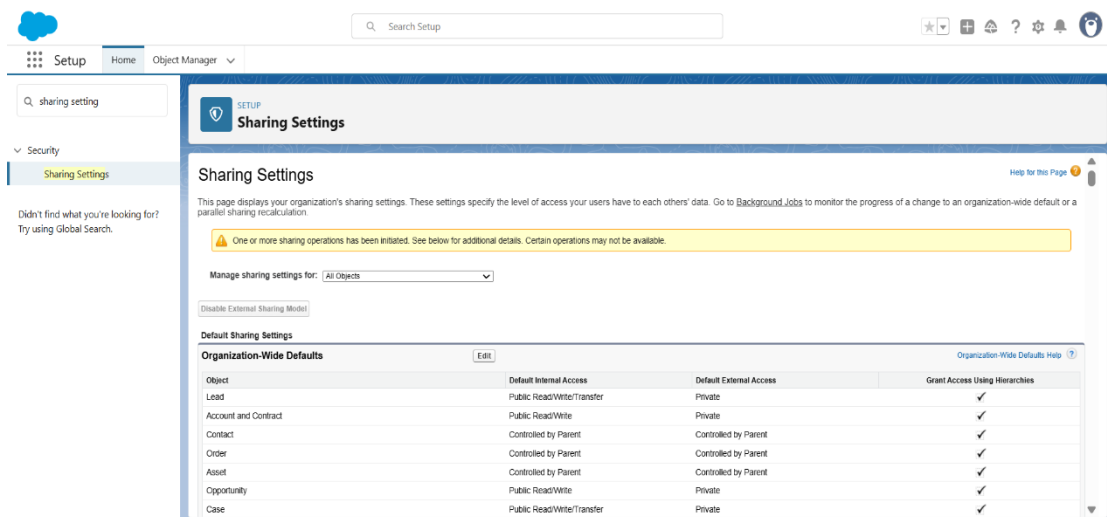 Search Setup
Setup Home Object Manager
sharing setting
Security
Sharing Settings
Didn't find what you're looking for?
Try using Global Search.
SETUP
Sharing Settings
Sharing Settings
Help for this Page ?
This page displays your organization's sharing settings. These settings specify the level of access your users have to each others' data. Go to Background Jobs to monitor the progress of a change to an organization-wide default or a
parallel sharing recalculation.
One or more sharing operations has been initiated. See below for additional details. Certain operations may not be available.
Manage sharing settings for: All Objects
Disable External Sharing Model
Default Sharing Settings
Organization-Wide Defaults Edit Organization-Wide Defaults Help ?
Object Default Internal Access Default External Access Grant Access Using Hierarchies
Lead Public Read/Write/Transfer Private ✓
Account and Contract Public Read/Write Private ✓
Contact Controlled by Parent Controlled by Parent ✓
Order Controlled by Parent Controlled by Parent ✓
Asset Controlled by Parent Controlled by Parent ✓
Opportunity Public Read/Write Private ✓
Case Public Read/Write/Transfer Private ✓